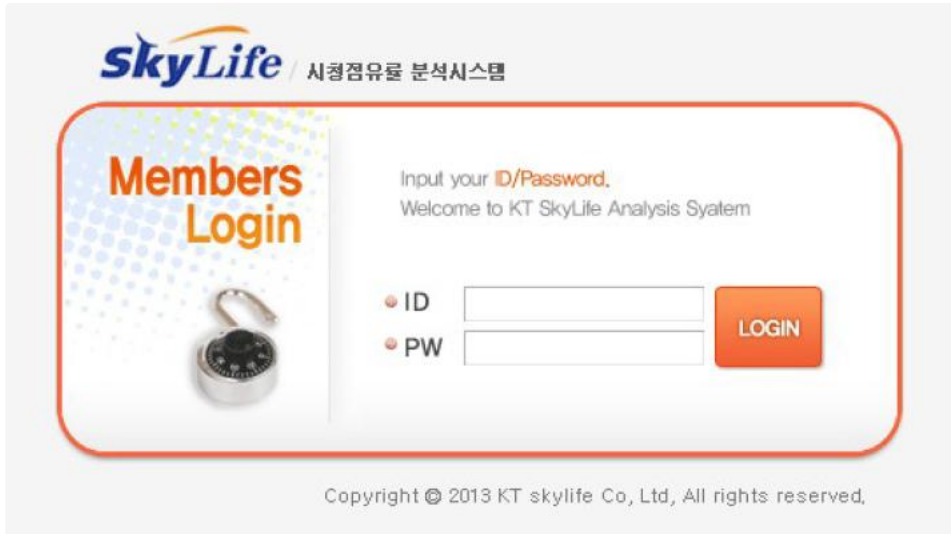 SkyLife / 시청점유률 분석시스템
Members
Login
Input your ID/Password.
Welcome to KT SkyLife Analysis Syatem
ID
PW
LOGIN
Copyright © 2013 KT skylife Co, Ltd, All rights reserved,